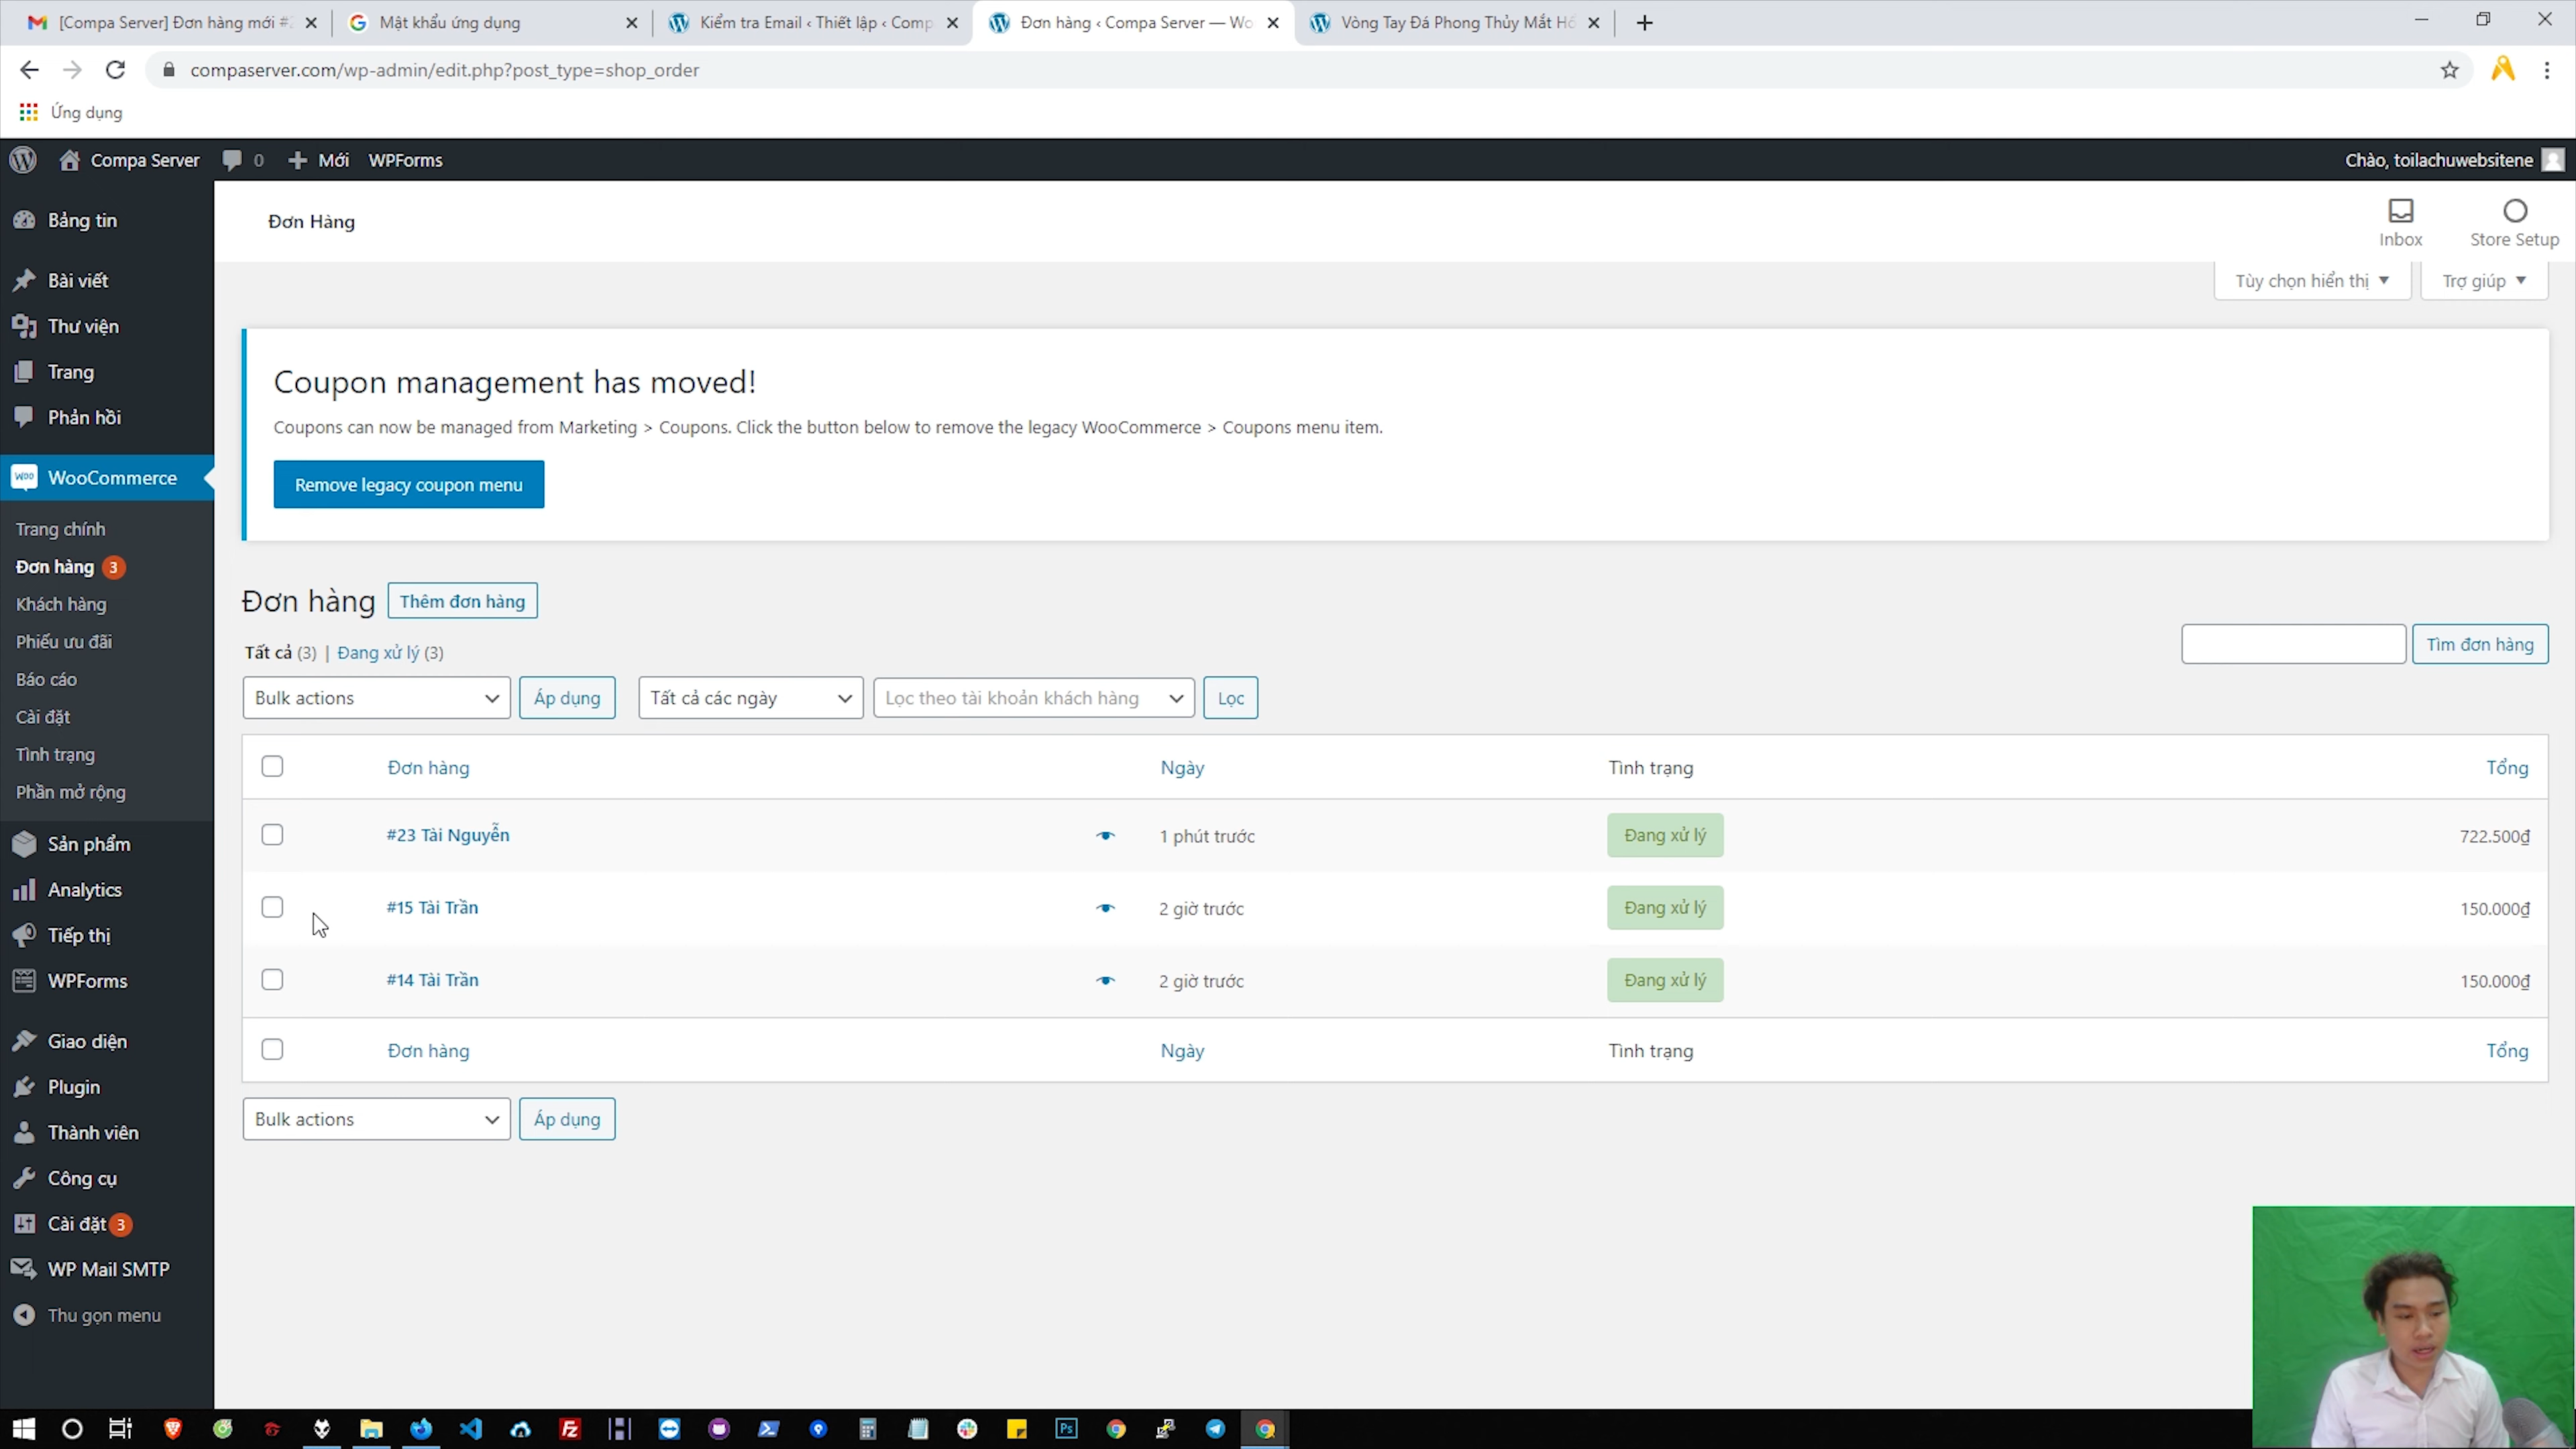 [Compa Server] Đơn hàng mới #
Mật khẩu ứng dụng
Kiểm tra Email ‹ Thiết lập ‹ Comp
Đơn hàng ‹ Compa Server — Wo
Vòng Tay Đá Phong Thủy Mắt Hổ
compaserver.com/wp-admin/edit.php?post_type=shop_order
Ứng dụng
Compa Server
0
Mới
WPForms
Chào, toilachuwebsitene
Bảng tin
Bài viết
Thư viện
Trang
Phản hồi
WooCommerce
Trang chính
Đơn hàng 3
Khách hàng
Phiếu ưu đãi
Báo cáo
Cài đặt
Tình trạng
Phần mở rộng
Sản phẩm
Analytics
Tiếp thị
WPForms
Giao diện
Plugin
Thành viên
Công cụ
Cài đặt 3
WP Mail SMTP
Thu gọn menu
Đơn Hàng
Inbox
Store Setup
Tùy chọn hiển thị
Trợ giúp
Coupon management has moved!
Coupons can now be managed from Marketing > Coupons. Click the button below to remove the legacy WooCommerce > Coupons menu item.
Remove legacy coupon menu
Đơn hàng Thêm đơn hàng
Tất cả (3) | Đang xử lý (3)
Tìm đơn hàng
Bulk actions Áp dụng Tất cả các ngày Lọc theo tài khoản khách hàng Lọc
Đơn hàng Ngày Tình trạng Tổng
#23 Tài Nguyễn 1 phút trước Đang xử lý 722.500₫
#15 Tài Trần 2 giờ trước Đang xử lý 150.000₫
#14 Tài Trần 2 giờ trước Đang xử lý 150.000₫
Đơn hàng Ngày Tình trạng Tổng
Bulk actions Áp dụng